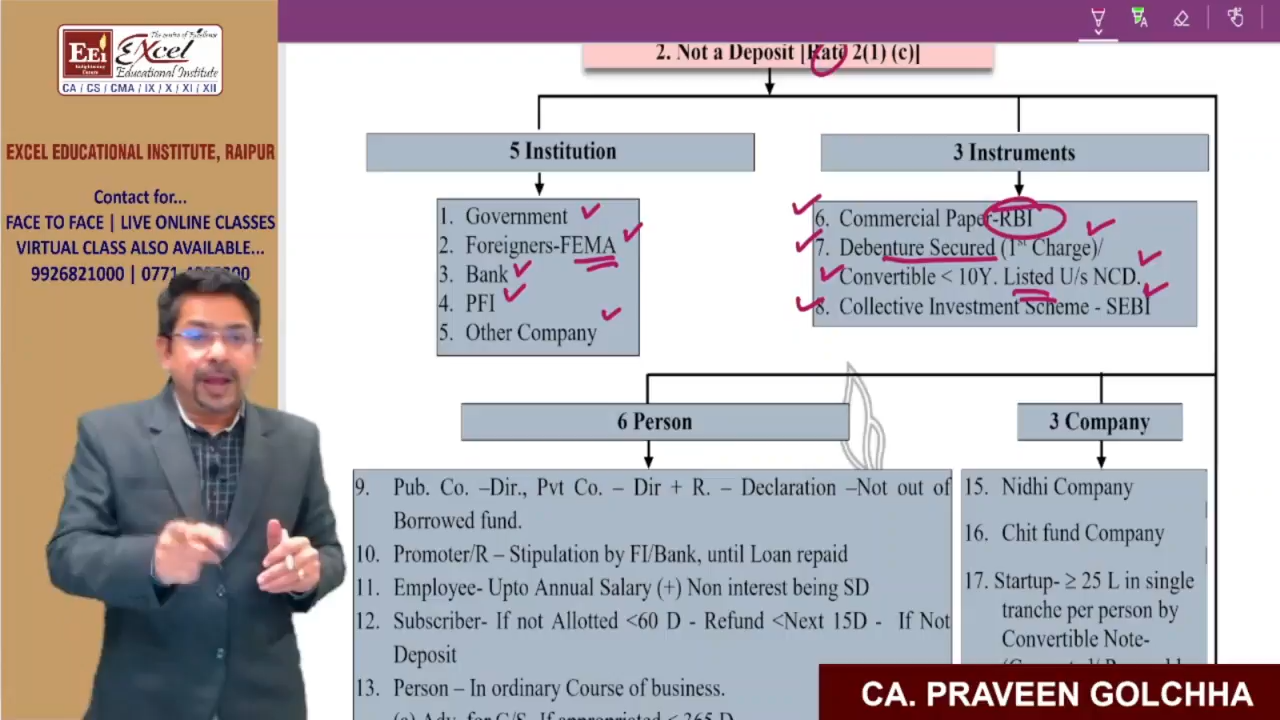 The centre of Excellence
EEi
Excel
Educational Institute
CA / CS / CMA / IX / X / XI / XII
EXCEL EDUCATIONAL INSTITUTE, RAIPUR
Contact for...
FACE TO FACE | LIVE ONLINE CLASSES
VIRTUAL CLASS ALSO AVAILABLE...
9926821000 | 0771
2. Not a Deposit [Rate 2(1) (c)]
5 Institution
1. Government
2. Foreigners-FEMA
3. Bank
4. PFI
5. Other Company
3 Instruments
6. Commercial Paper-RBI
7. Debenture Secured (1st Charge)/
Convertible < 10Y. Listed U/s NCD.
8. Collective Investment Scheme - SEBI
6 Person
9. Pub. Co. –Dir., Pvt Co. – Dir + R. – Declaration –Not out of
Borrowed fund.
10. Promoter/R – Stipulation by FI/Bank, until Loan repaid
11. Employee- Upto Annual Salary (+) Non interest being SD
12. Subscriber- If not Allotted <60 D - Refund <Next 15D - If Not
Deposit
13. Person – In ordinary Course of business.
(a) Adv. for G/S. If appropriated < 365 D
3 Company
15. Nidhi Company
16. Chit fund Company
17. Startup- ≥ 25 L in single
tranche per person by
Convertible Note-
CA. PRAVEEN GOLCHHA